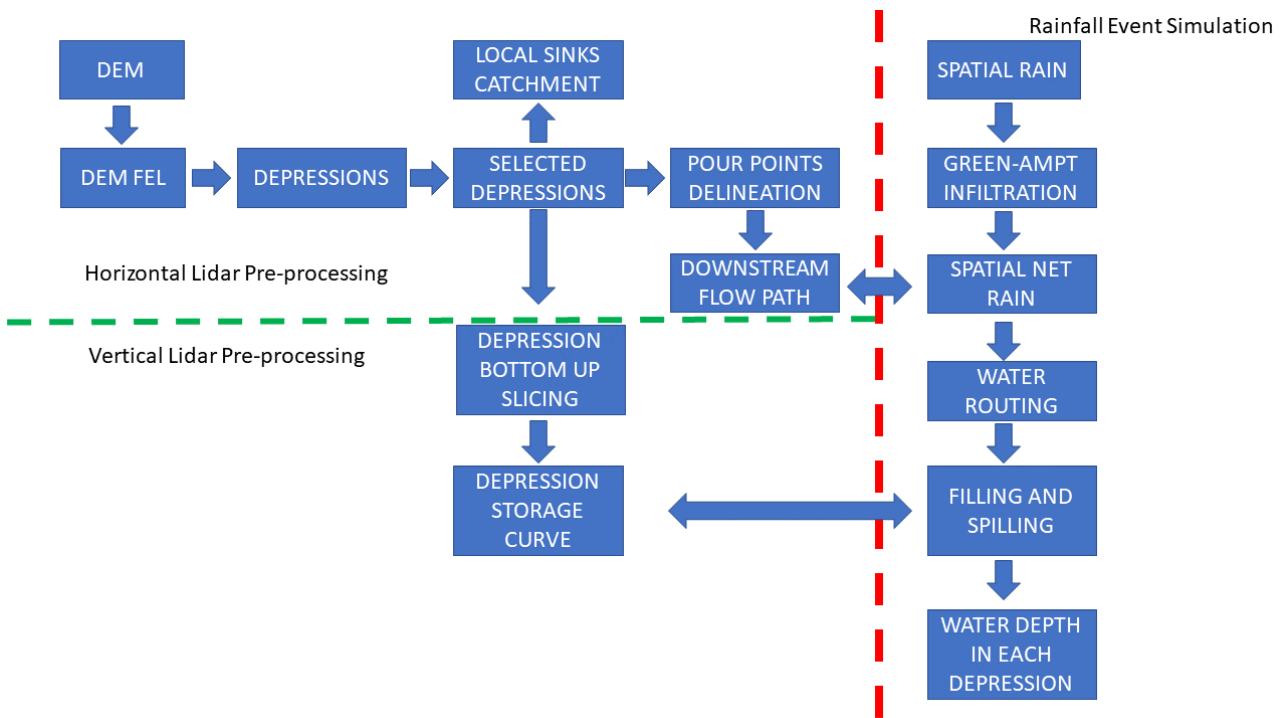 Rainfall Event Simulation
DEM
LOCAL SINKS
CATCHMENT
SPATIAL RAIN
DEM FEL
DEPRESSIONS
SELECTED
DEPRESSIONS
POUR POINTS
DELINEATION
GREEN-AMPT
INFILTRATION
Horizontal Lidar Pre-processing
DOWNSTREAM
FLOW PATH
SPATIAL NET
RAIN
Vertical Lidar Pre-processing
DEPRESSION
BOTTOM UP
SLICING
WATER
ROUTING
DEPRESSION
STORAGE
CURVE
FILLING AND
SPILLING
WATER DEPTH
IN EACH
DEPRESSION